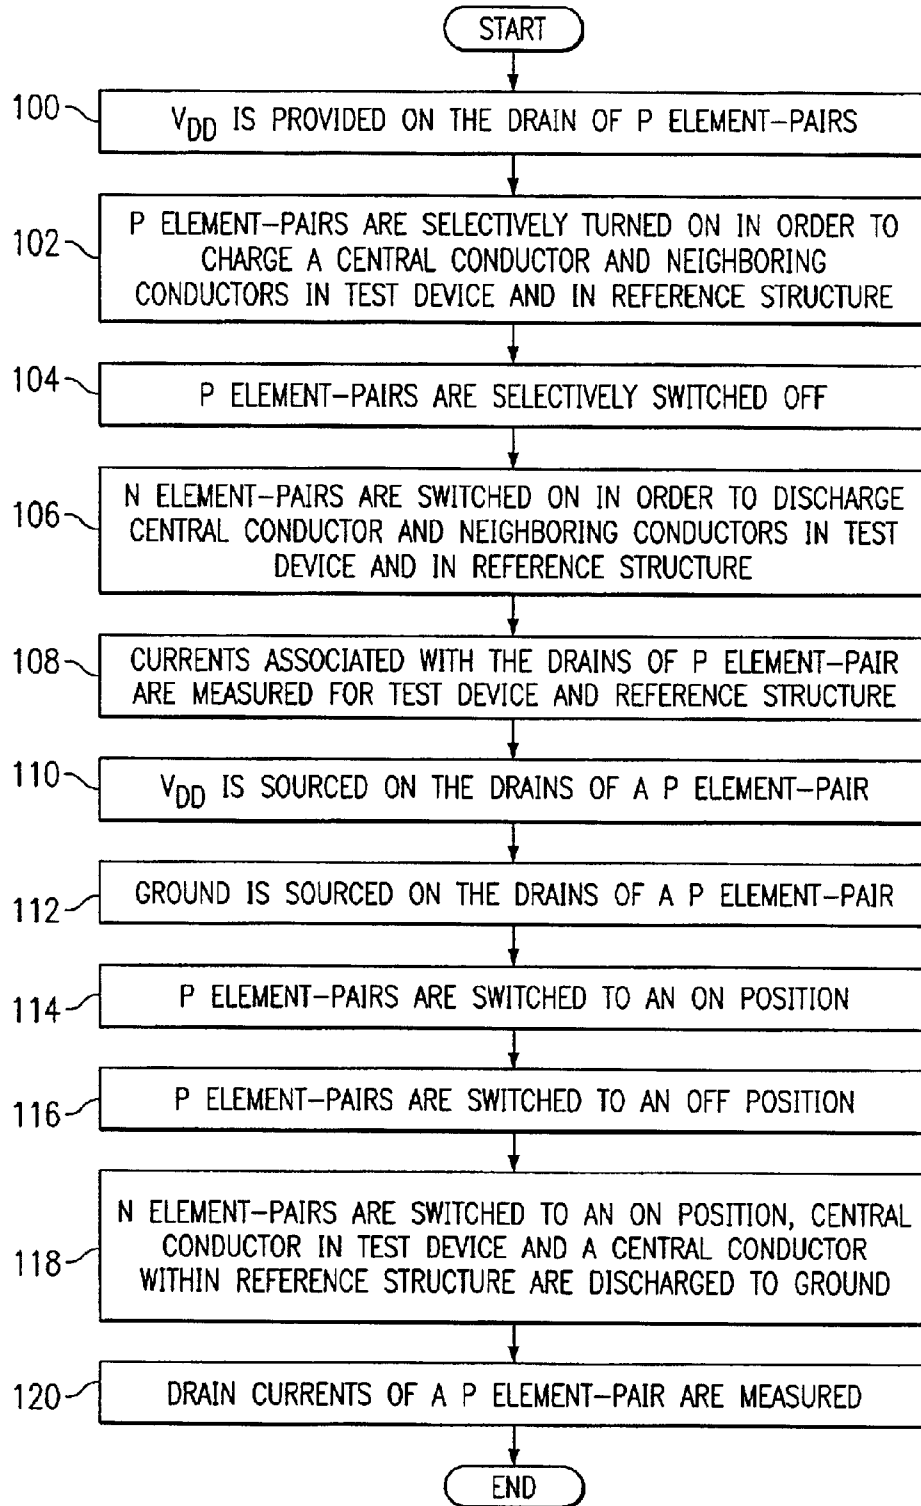 START
100
V_DD IS PROVIDED ON THE DRAIN OF P ELEMENT-PAIRS
102
P ELEMENT-PAIRS ARE SELECTIVELY TURNED ON IN ORDER TO
CHARGE A CENTRAL CONDUCTOR AND NEIGHBORING
CONDUCTORS IN TEST DEVICE AND IN REFERENCE STRUCTURE
104
P ELEMENT-PAIRS ARE SELECTIVELY SWITCHED OFF
106
N ELEMENT-PAIRS ARE SWITCHED ON IN ORDER TO DISCHARGE
CENTRAL CONDUCTOR AND NEIGHBORING CONDUCTORS IN TEST
DEVICE AND IN REFERENCE STRUCTURE
108
CURRENTS ASSOCIATED WITH THE DRAINS OF P ELEMENT-PAIR
ARE MEASURED FOR TEST DEVICE AND REFERENCE STRUCTURE
110
V_DD IS SOURCED ON THE DRAINS OF A P ELEMENT-PAIR
112
GROUND IS SOURCED ON THE DRAINS OF A P ELEMENT-PAIR
114
P ELEMENT-PAIRS ARE SWITCHED TO AN ON POSITION
116
P ELEMENT-PAIRS ARE SWITCHED TO AN OFF POSITION
118
N ELEMENT-PAIRS ARE SWITCHED TO AN ON POSITION, CENTRAL
CONDUCTOR IN TEST DEVICE AND A CENTRAL CONDUCTOR
WITHIN REFERENCE STRUCTURE ARE DISCHARGED TO GROUND
120
DRAIN CURRENTS OF A P ELEMENT-PAIR ARE MEASURED
END